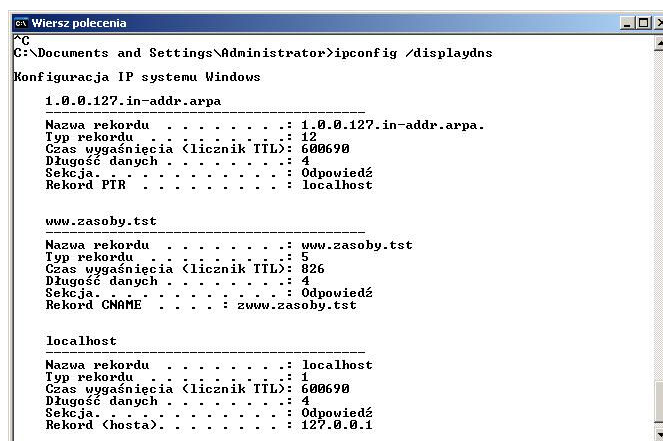 Wiersz polecenia
^C
C:\Documents and Settings\Administrator>ipconfig /displaydns
Konfiguracja IP systemu Windows
1.0.0.127.in-addr.arpa
----------------------------------------
Nazwa rekordu . . . . . . . .: 1.0.0.127.in-addr.arpa.
Typ rekordu . . . . . . . . .: 12
Czas wygaśnięcia (licznik TTL): 600690
Długość danych . . . . . . . .: 4
Sekcja. . . . . . . . . . . . : Odpowiedź
Rekord PTR . . . . . . . . . : localhost
www.zasoby.tst
----------------------------------------
Nazwa rekordu . . . . . . . .: www.zasoby.tst
Typ rekordu . . . . . . . . .: 5
Czas wygaśnięcia (licznik TTL): 826
Długość danych . . . . . . . .: 4
Sekcja. . . . . . . . . . . . : Odpowiedź
Rekord CNAME . . . . : zwww.zasoby.tst
localhost
----------------------------------------
Nazwa rekordu . . . . . . . .: localhost
Typ rekordu . . . . . . . . .: 1
Czas wygaśnięcia (licznik TTL): 600690
Długość danych . . . . . . . .: 4
Sekcja. . . . . . . . . . . . : Odpowiedź
Rekord (hosta). . . . . . . . : 127.0.0.1